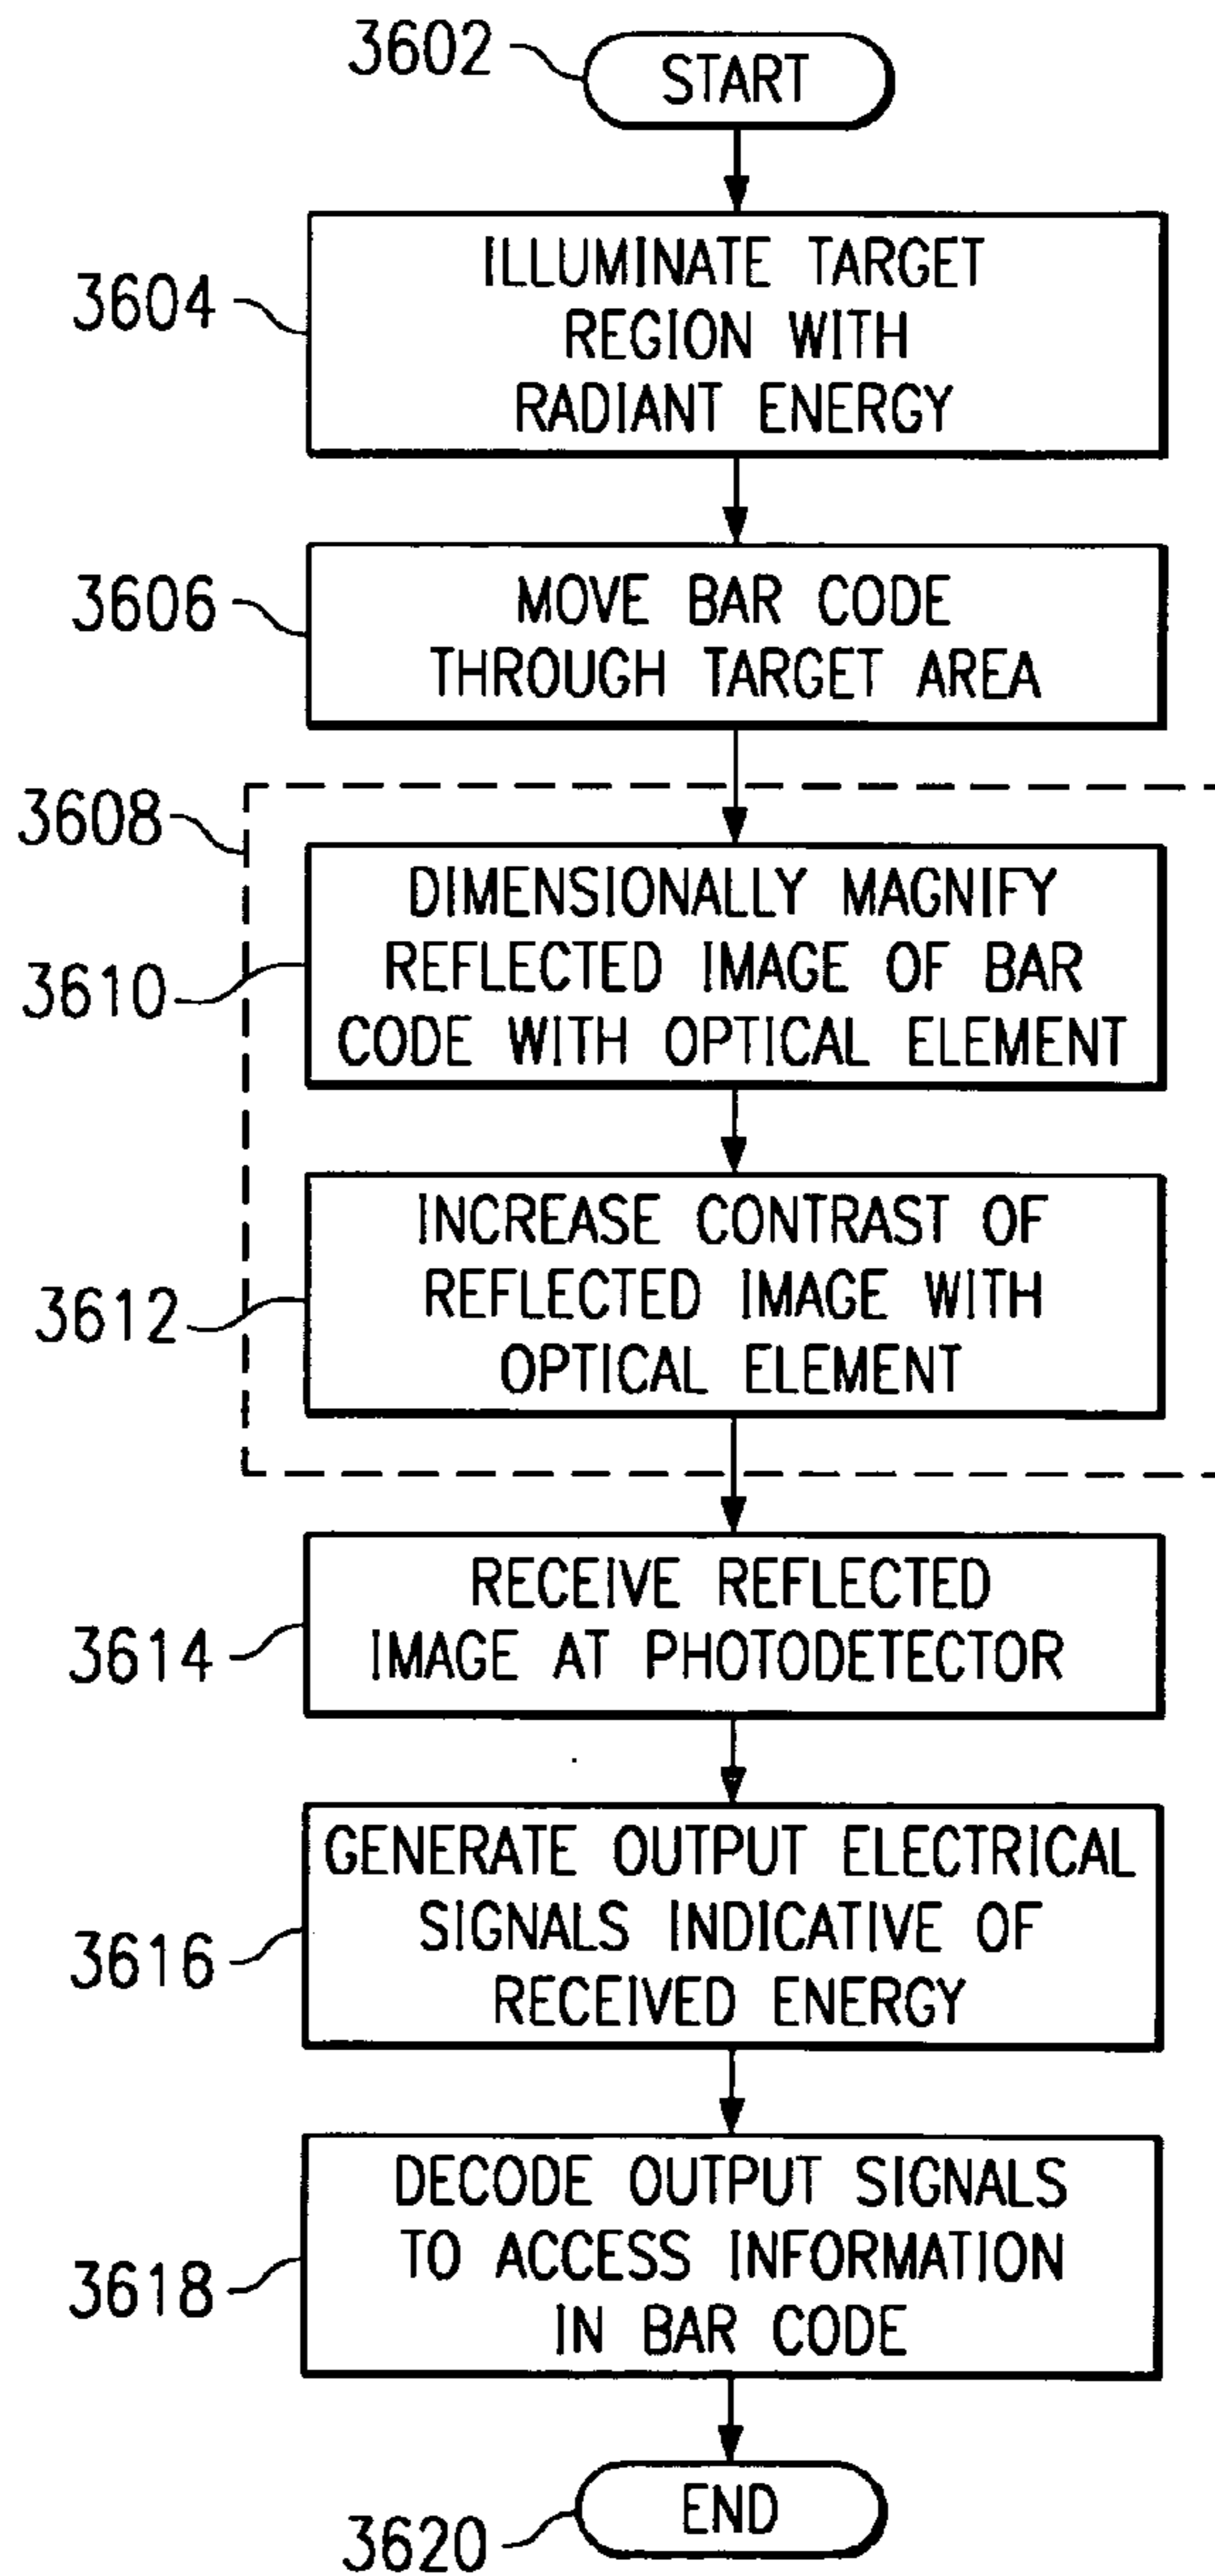 3602
START
3604
ILLUMINATE TARGET
REGION WITH
RADIANT ENERGY
3606
MOVE BAR CODE
THROUGH TARGET AREA
3608
3610
DIMENSIONALLY MAGNIFY
REFLECTED IMAGE OF BAR
CODE WITH OPTICAL ELEMENT
3612
INCREASE CONTRAST OF
REFLECTED IMAGE WITH
OPTICAL ELEMENT
3614
RECEIVE REFLECTED
IMAGE AT PHOTODETECTOR
3616
GENERATE OUTPUT ELECTRICAL
SIGNALS INDICATIVE OF
RECEIVED ENERGY
3618
DECODE OUTPUT SIGNALS
TO ACCESS INFORMATION
IN BAR CODE
3620
END